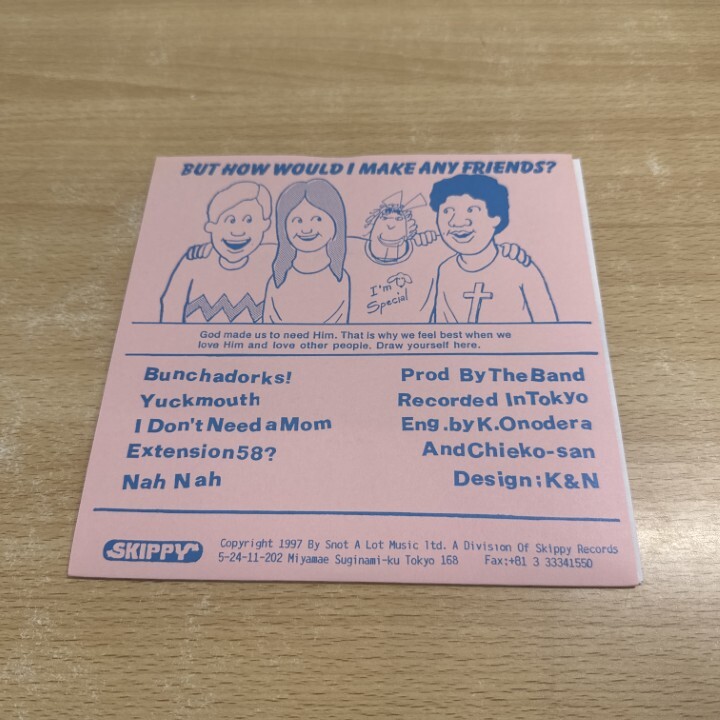 BUT HOW WOULD I MAKE ANY FRIENDS?
I'm
Special
God made us to need Him. That is why we feel best when we
love Him and love other people. Draw yourself here.
Bunchadorks!
Yuckmouth
I Don't Need a Mom
Extension58?
Nah Nah
Prod By The Band
Recorded In Tokyo
Eng.by K.Onodera
And Chieko-san
Design;K&N
SKIPPY
Copyright 1997 By Snot A Lot Music ltd. A Division Of Skippy Records
5-24-11-202 Miyamae Suginami-ku Tokyo 168 Fax;+81 3 33341550